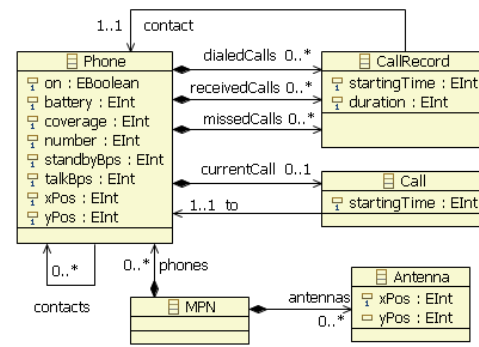 1..1 contact
Phone
on : EBoolean
battery : EInt
coverage : EInt
number : EInt
standbyBps : EInt
talkBps : EInt
xPos : EInt
yPos : EInt
dialedCalls 0..*
receivedCalls 0..*
missedCalls 0..*
CallRecord
startingTime : EInt
duration : EInt
currentCall 0..1
1..1 to
Call
startingTime : EInt
0..*
contacts
0..* phones
MPN
antennas
0..*
Antenna
xPos : EInt
yPos : EInt